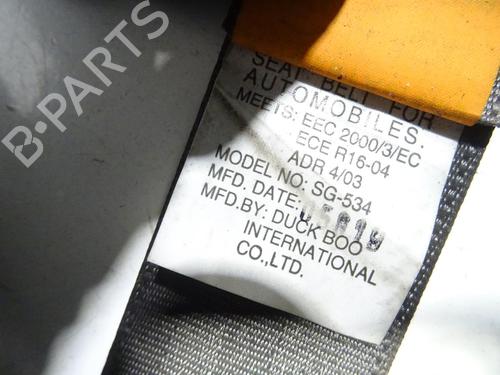 SEAT BELT FOR
AUTOMOBILES.
MEETS: EEC 2000/3/EC
ECE R16-04
ADR 4/03
MODEL NO: SG-534
MFD. DATE:
MFD.BY: DUCK BOO
INTERNATIONAL
CO.,LTD.
B-PARTS